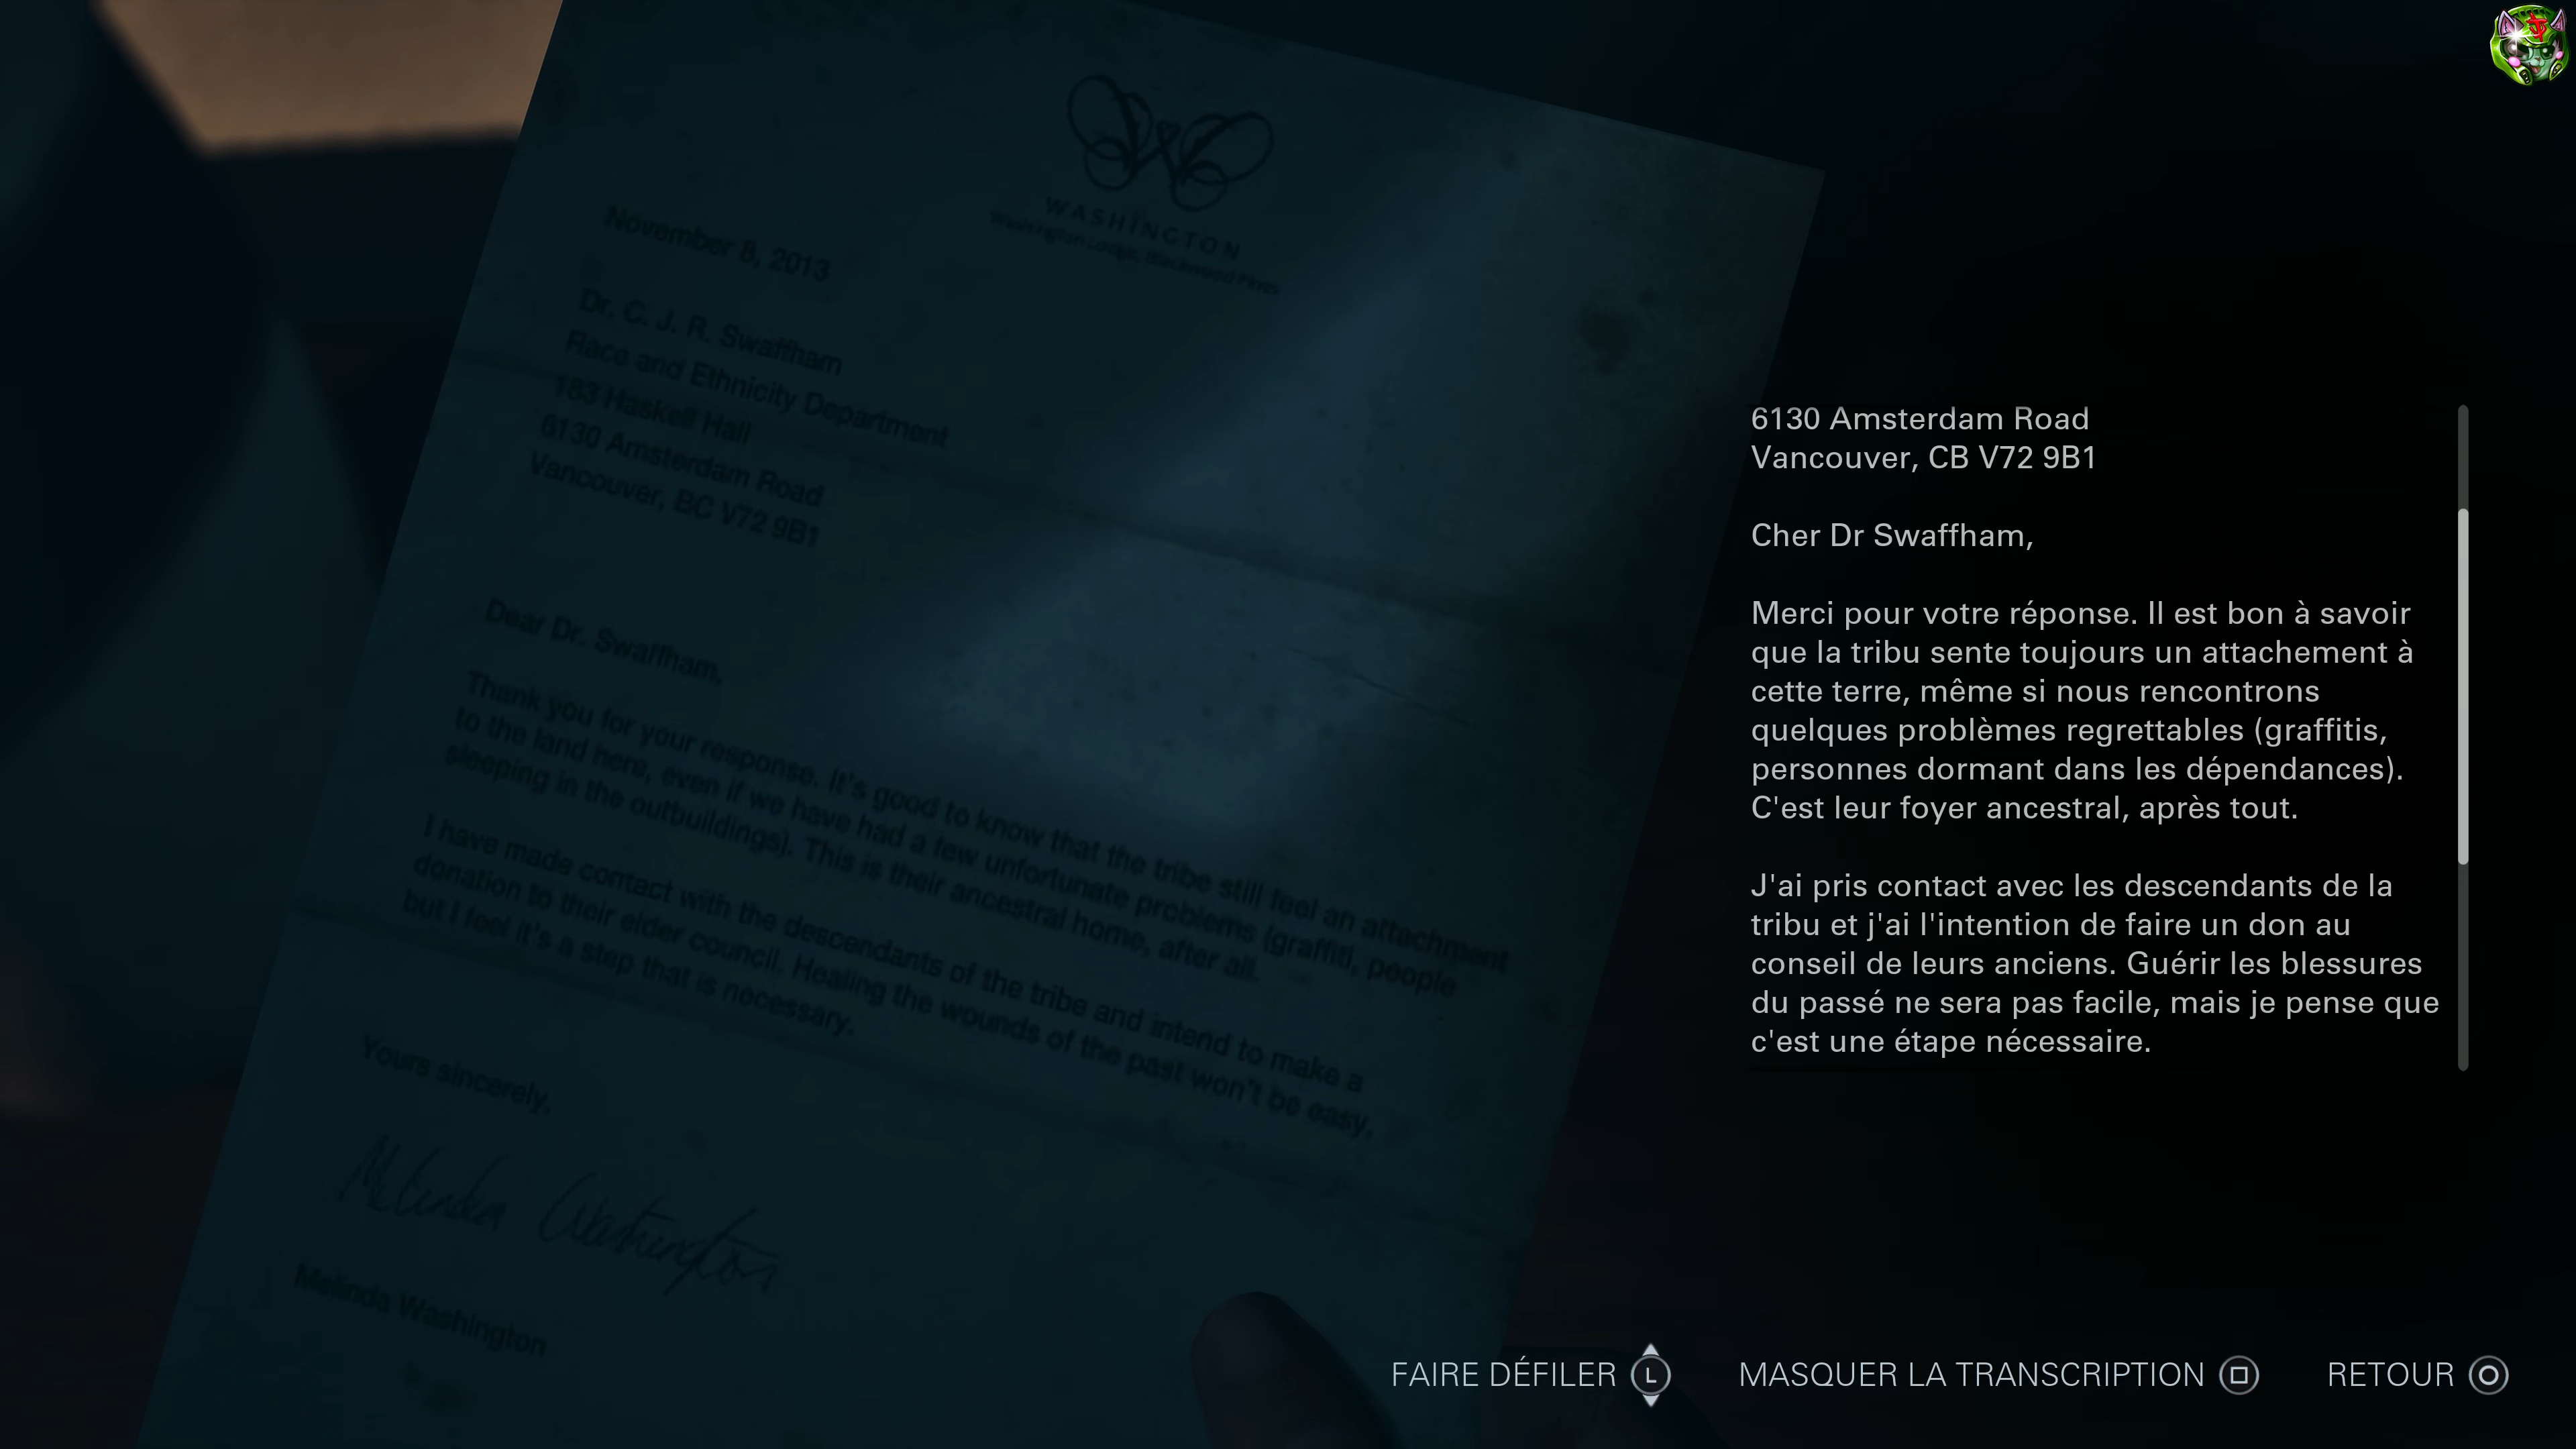 WASHINGTON
Washington Lodge, Blackwood Pines
November 8, 2013
Dr. C. J. R. Swaffham
Race and Ethnicity Department
183 Haskell Hall
6130 Amsterdam Road
Vancouver, BC V72 9B1
Dear Dr. Swaffham,
Thank you for your response. It's good to know that the tribe still feel an attachment
to the land here, even if we have had a few unfortunate problems (graffiti, people
sleeping in the outbuildings). This is their ancestral home, after all.
I have made contact with the descendants of the tribe and intend to make a
donation to their elder council. Healing the wounds of the past won't be easy,
but I feel it's a step that is necessary.
Yours sincerely,
Melinda Washington
Melinda Washington
6130 Amsterdam Road
Vancouver, CB V72 9B1
Cher Dr Swaffham,
Merci pour votre réponse. Il est bon à savoir
que la tribu sente toujours un attachement à
cette terre, même si nous rencontrons
quelques problèmes regrettables (graffitis,
personnes dormant dans les dépendances).
C'est leur foyer ancestral, après tout.
J'ai pris contact avec les descendants de la
tribu et j'ai l'intention de faire un don au
conseil de leurs anciens. Guérir les blessures
du passé ne sera pas facile, mais je pense que
c'est une étape nécessaire.
FAIRE DÉFILER L MASQUER LA TRANSCRIPTION RETOUR